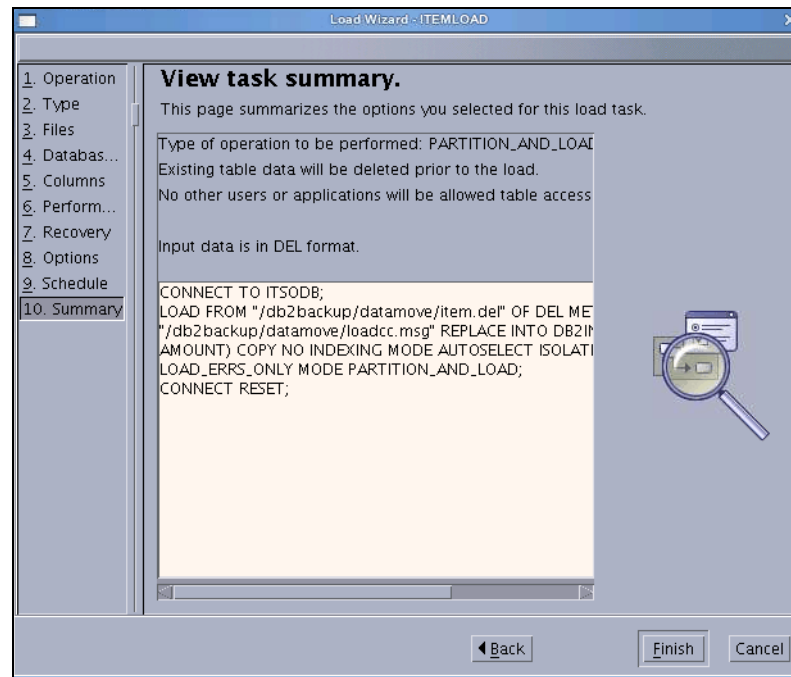 Load Wizard - ITEMLOAD
1. Operation
2. Type
3. Files
4. Databas...
5. Columns
6. Perform...
7. Recovery
8. Options
9. Schedule
10. Summary
View task summary.
This page summarizes the options you selected for this load task.
Type of operation to be performed: PARTITION_AND_LOAD
Existing table data will be deleted prior to the load.
No other users or applications will be allowed table access
Input data is in DEL format.
CONNECT TO ITSODB;
LOAD FROM "/db2backup/datamove/item.del" OF DEL MET
"/db2backup/datamove/loadcc.msg" REPLACE INTO DB2IN
AMOUNT) COPY NO INDEXING MODE AUTOSELECT ISOLATI
LOAD_ERRS_ONLY MODE PARTITION_AND_LOAD;
CONNECT RESET;
Back
Finish
Cancel